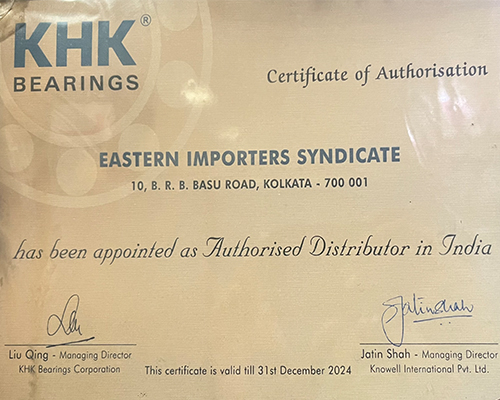 KHK®
BEARINGS
Certificate of Authorisation
EASTERN IMPORTERS SYNDICATE
10, B. R. B. BASU ROAD, KOLKATA - 700 001
has been appointed as Authorised Distributor in India
Jatinshah
Liu Qing - Managing Director
KHK Bearings Corporation
This certificate is valid till 31st December 2024
Jatin Shah - Managing Director
Knowell International Pvt. Ltd.